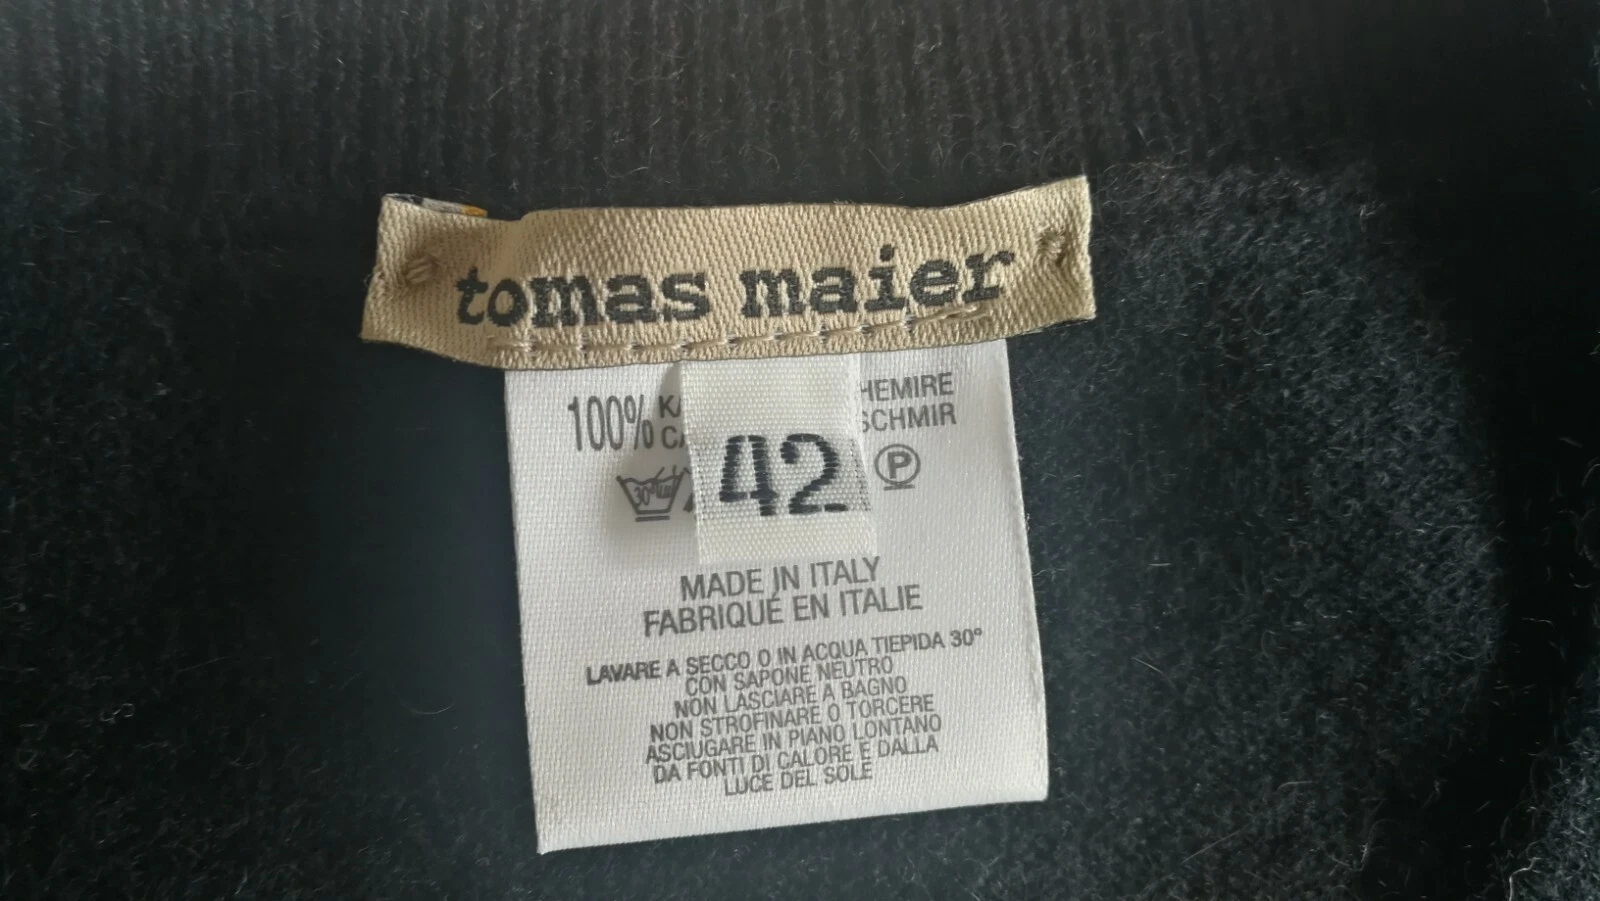 tomas maier
100%
42
30°
P
MADE IN ITALY
FABRIQUÉ EN ITALIE
LAVARE A SECCO O IN ACQUA TIEPIDA 30°
CON SAPONE NEUTRO
NON LASCIARE A BAGNO
NON STROFINARE O TORCERE
ASCIUGARE IN PIANO LONTANO
DA FONTI DI CALORE E DALLA
LUCE DEL SOLE